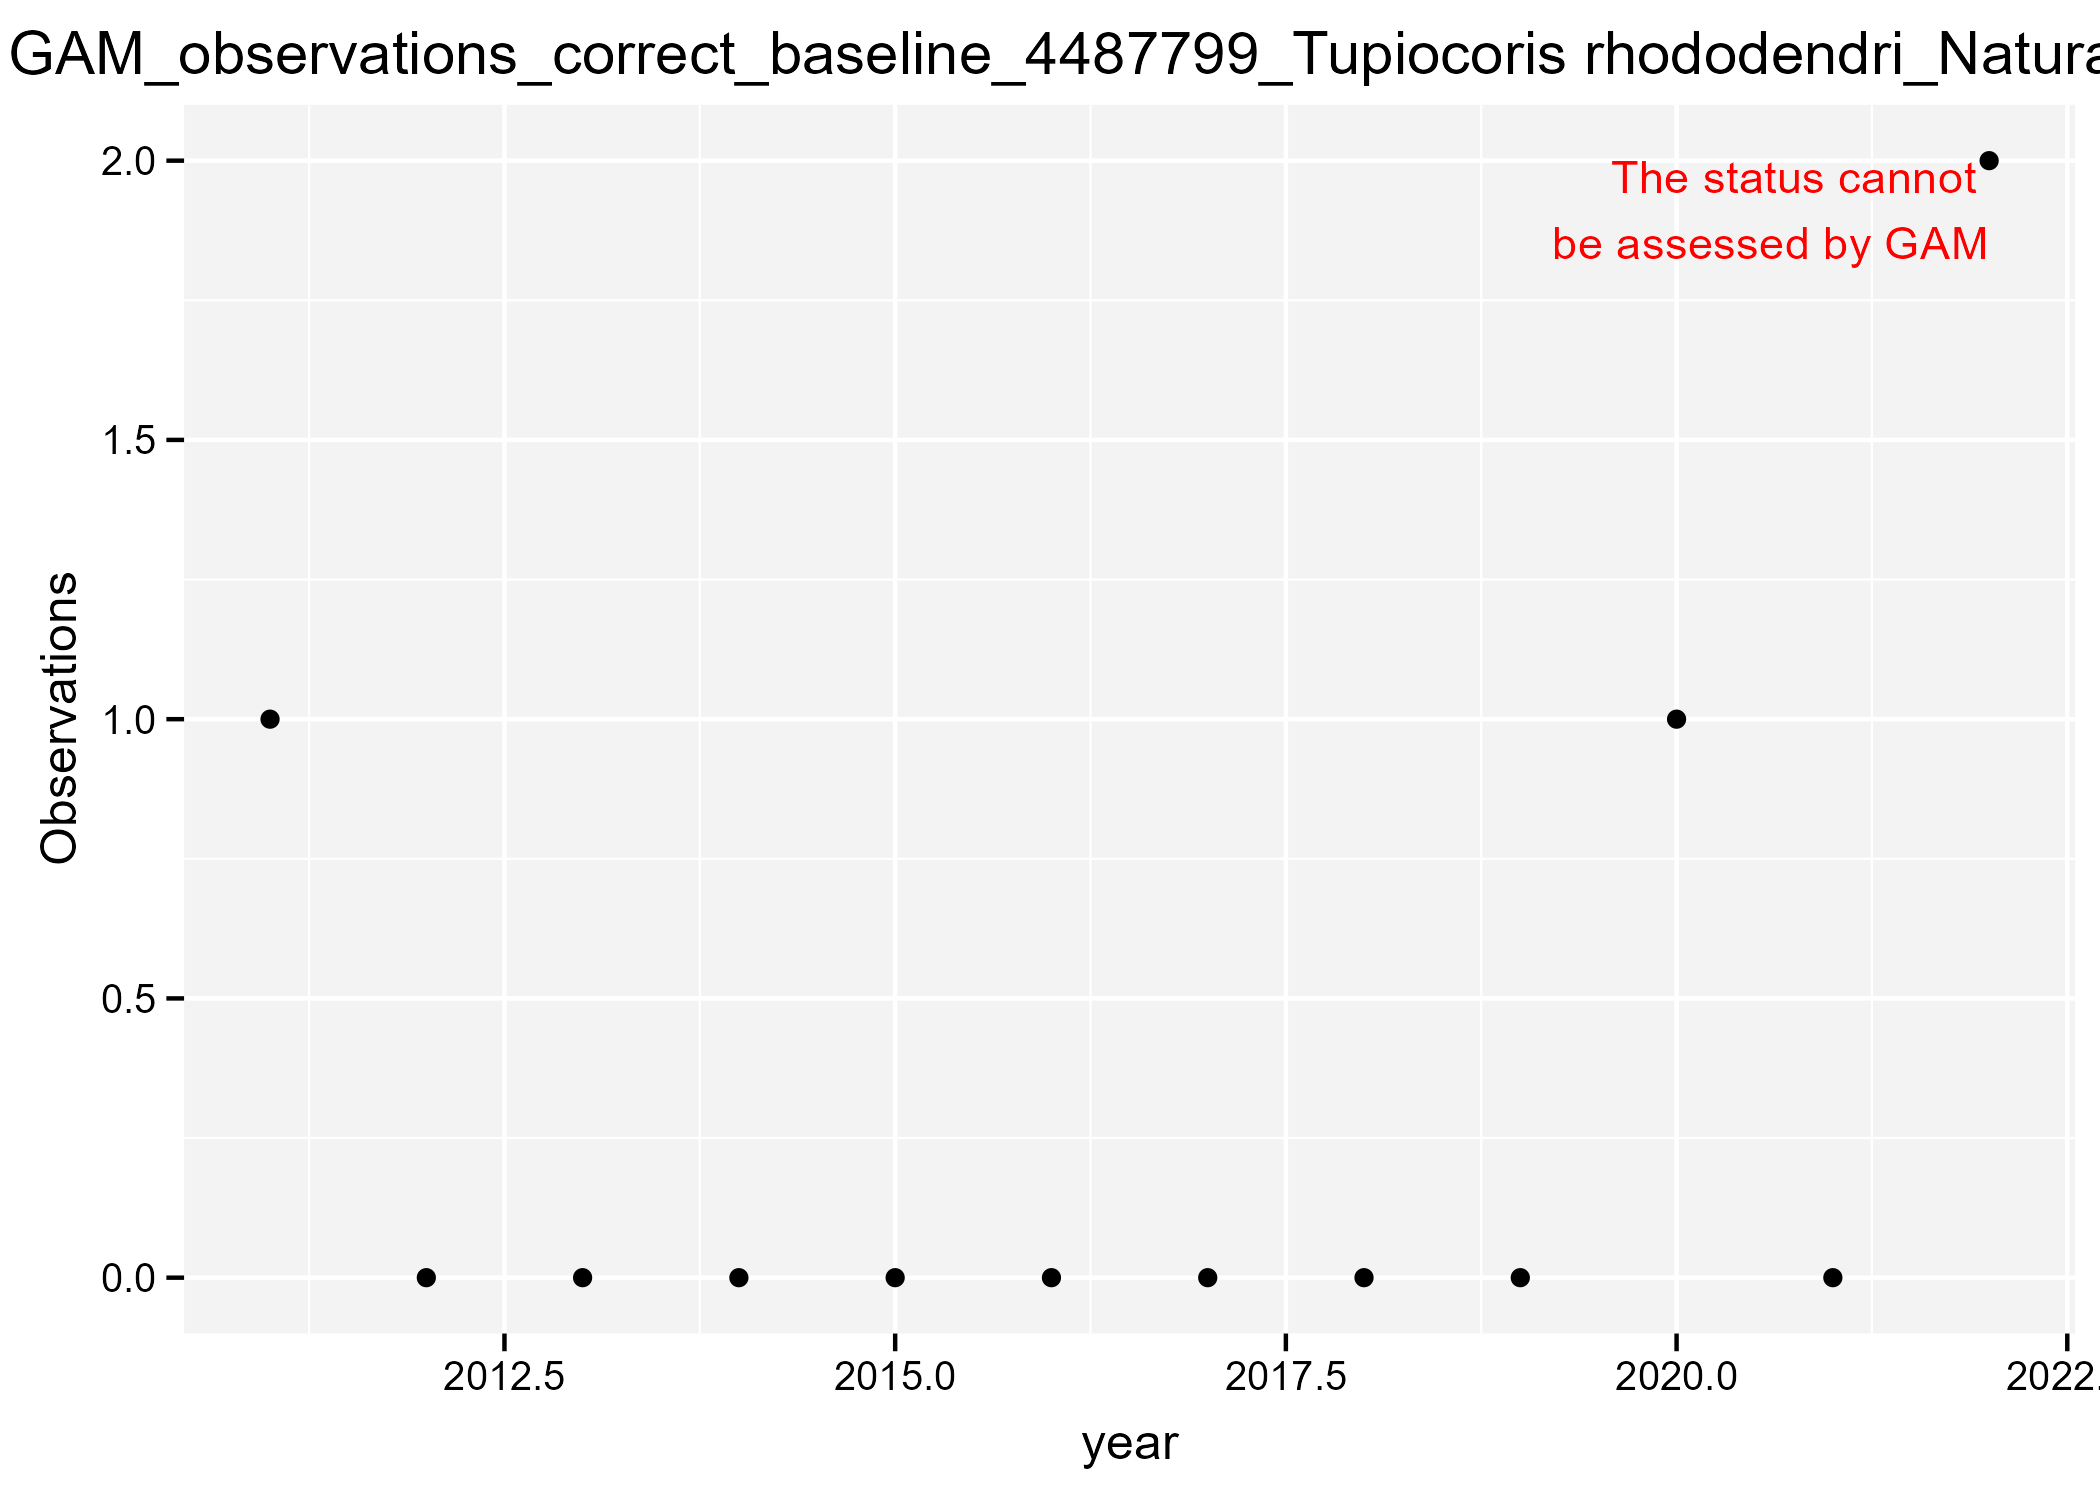 GAM_observations_correct_baseline_4487799_Tupiocoris rhododendri_Natura
2.0
The status cannot
be assessed by GAM
1.5
Observations
1.0
0.5
0.0
2012.5 2015.0 2017.5 2020.0 2022.
year